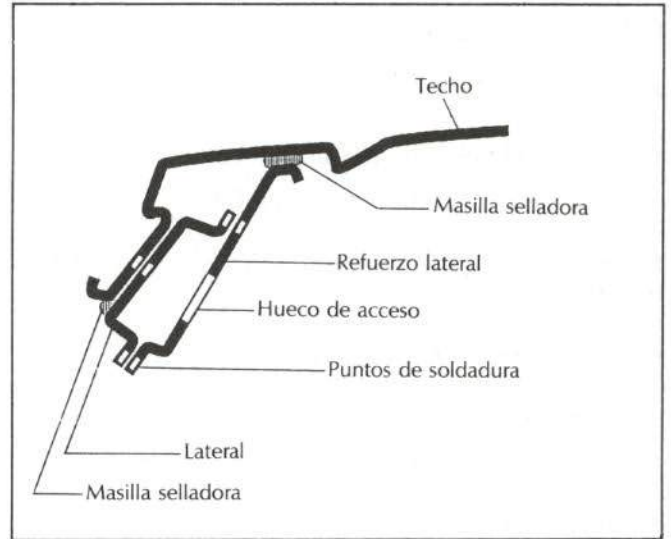 Techo
Masilla selladora
Refuerzo lateral
Hueco de acceso
Puntos de soldadura
Lateral
Masilla selladora